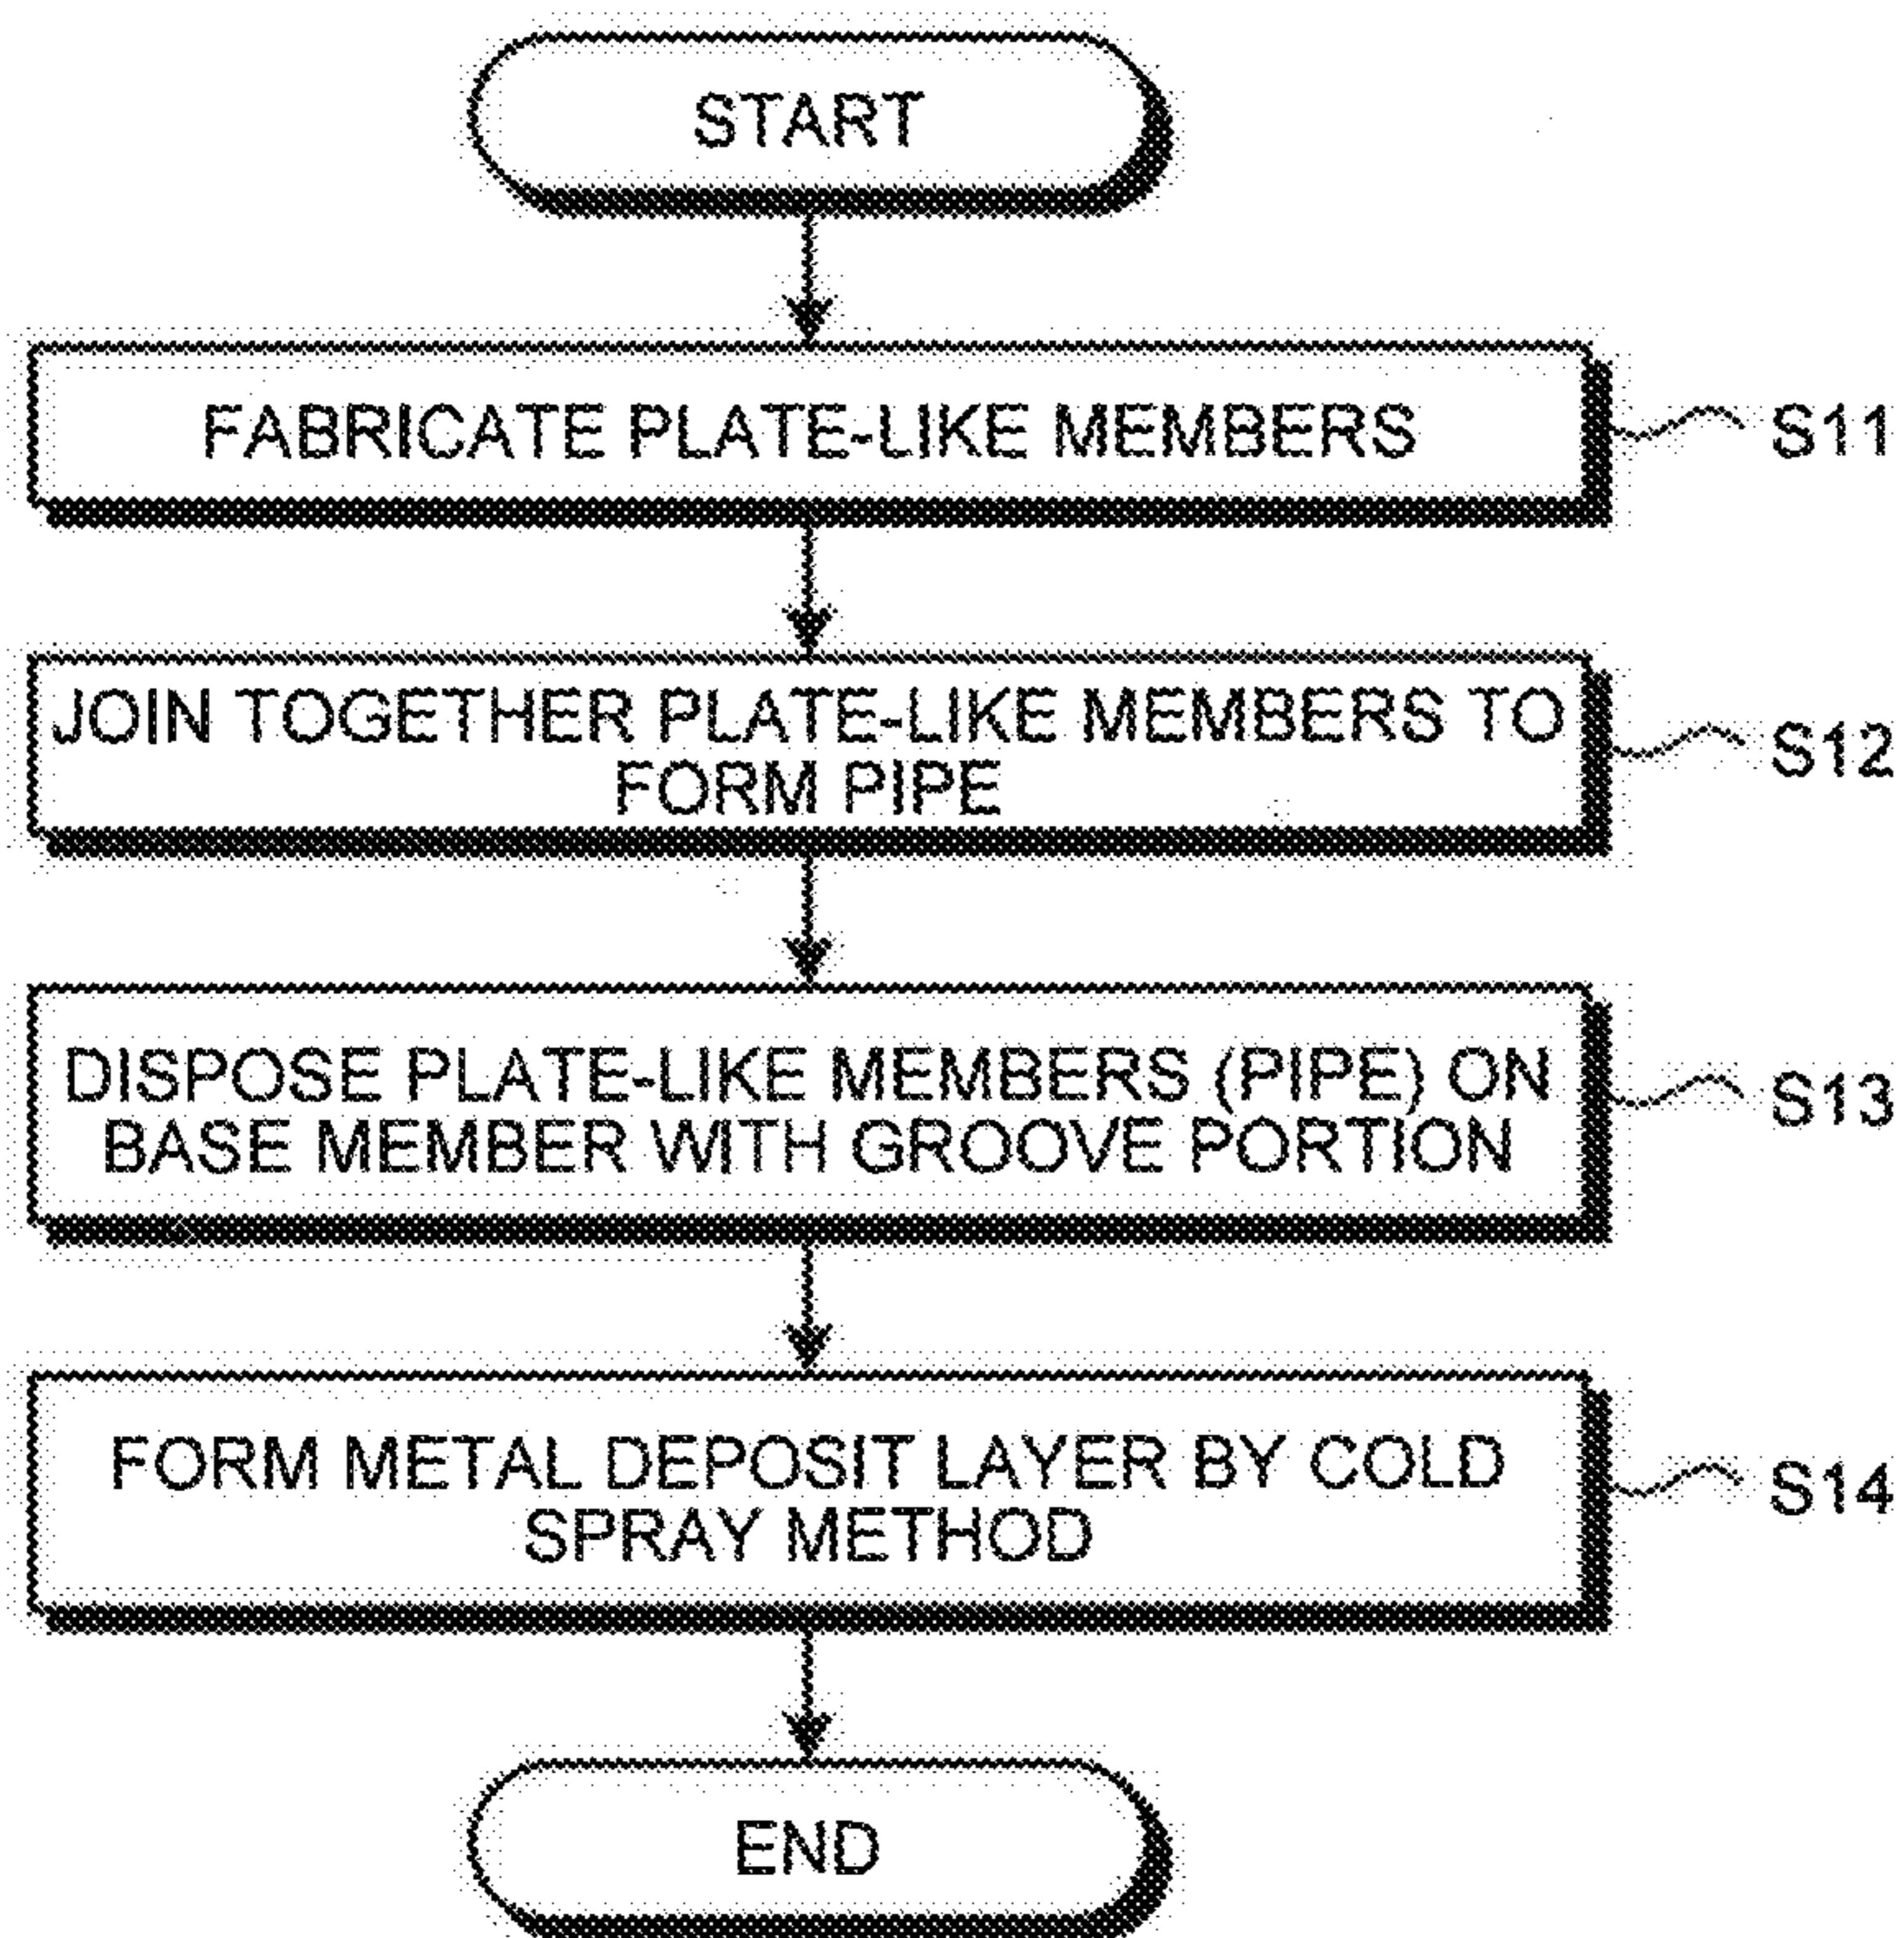 START
FABRICATE PLATE-LIKE MEMBERS
S11
JOIN TOGETHER PLATE-LIKE MEMBERS TO
FORM PIPE
S12
DISPOSE PLATE-LIKE MEMBERS (PIPE) ON
BASE MEMBER WITH GROOVE PORTION
S13
FORM METAL DEPOSIT LAYER BY COLD
SPRAY METHOD
S14
END